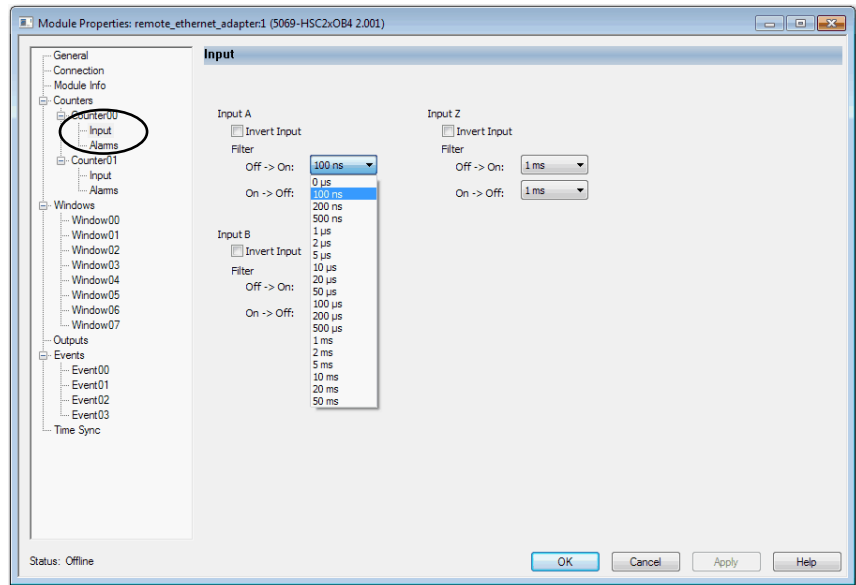 Module Properties: remote_ethernet_adapter:1 (5069-HSC2xOB4 2.001)
General
Connection
Module Info
Counters
Counter00
Input
Alarms
Counter01
Input
Alarms
Windows
Window00
Window01
Window02
Window03
Window04
Window05
Window06
Window07
Outputs
Events
Event00
Event01
Event02
Event03
Time Sync
Input
Input A
Invert Input
Filter
Off -> On: 100 ns
On -> Off:
0 µs
100 ns
200 ns
500 ns
1 µs
2 µs
5 µs
10 µs
20 µs
50 µs
100 µs
200 µs
500 µs
1 ms
2 ms
5 ms
10 ms
20 ms
50 ms
Input B
Invert Input
Filter
Off -> On:
On -> Off:
Input Z
Invert Input
Filter
Off -> On: 1 ms
On -> Off: 1 ms
Status: Offline
OK Cancel Apply Help